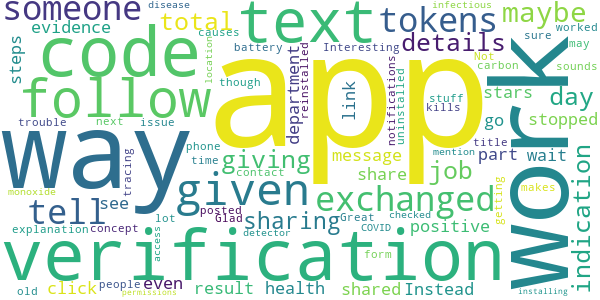 someone evidence total text tokens maybe
infectious disease
causes worked
steps code though battery Interesting Not sure may
location department reinstalled notifications uninstalled details carbon sounds
follow app link stuff kills stars day
trouble next issue go stopped
way phone time giving message title work
tracing share job part wait
given contact mention
monoxide tell see exchanged getting indication
explanation concept lot posted Great checked positive makes
access Glad sharing COVID form
verification
detector
old click people even result health shared Instead
permissions installing